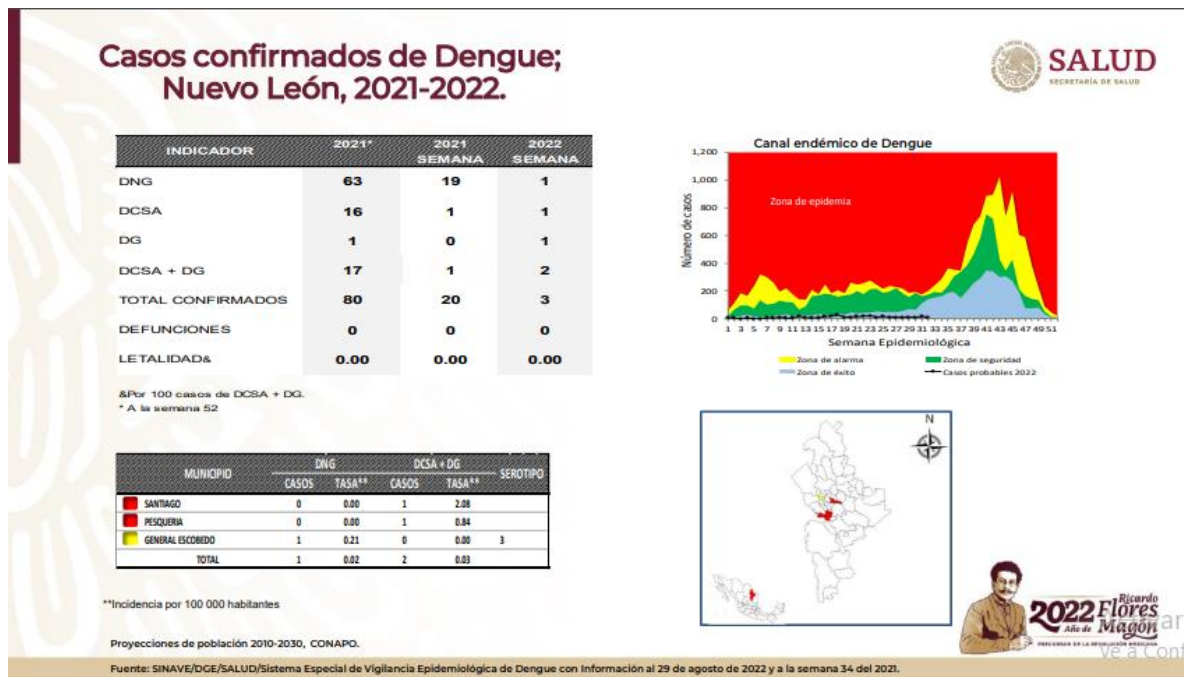 Casos confirmados de Dengue;
Nuevo León, 2021-2022.
SALUD
SECRETARÍA DE SALUD
INDICADOR 2021* 2021 SEMANA 2022 SEMANA
DNG 63 19 1
DCSA 16 1 1
DG 1 0 1
DCSA + DG 17 1 2
TOTAL CONFIRMADOS 80 20 3
DEFUNCIONES 0 0 0
LETALIDAD& 0.00 0.00 0.00
&Por 100 casos de DCSA + DG.
* A la semana 52
Canal endémico de Dengue
Número de casos
1,200
1,000
800
600
400
200
0
Zona de epidemia
1 3 5 7 9 11 13 15 17 19 21 23 25 27 29 31 33 35 37 39 41 43 45 47 49 51
Semana Epidemiológica
Zona de alarma Zona de seguridad
Zona de éxito Casos probables 2022
MUNICIPIO DNG DCSA + DG SEROTIPO
CASOS TASA** CASOS TASA**
SANTIAGO 0 0.00 1 2.08
PESQUERIA 0 0.00 1 0.84
GENERAL ESCOBEDO 1 0.21 0 0.00 3
TOTAL 1 0.02 2 0.03
N
**Incidencia por 100 000 habitantes
Proyecciones de población 2010-2030, CONAPO.
2022 Ricardo Flores Magón
Año de
PRECURSOR DE LA REVOLUCIÓN MEXICANA
Fuente: SINAVE/DGE/SALUD/Sistema Especial de Vigilancia Epidemiológica de Dengue con Información al 29 de agosto de 2022 y a la semana 34 del 2021.